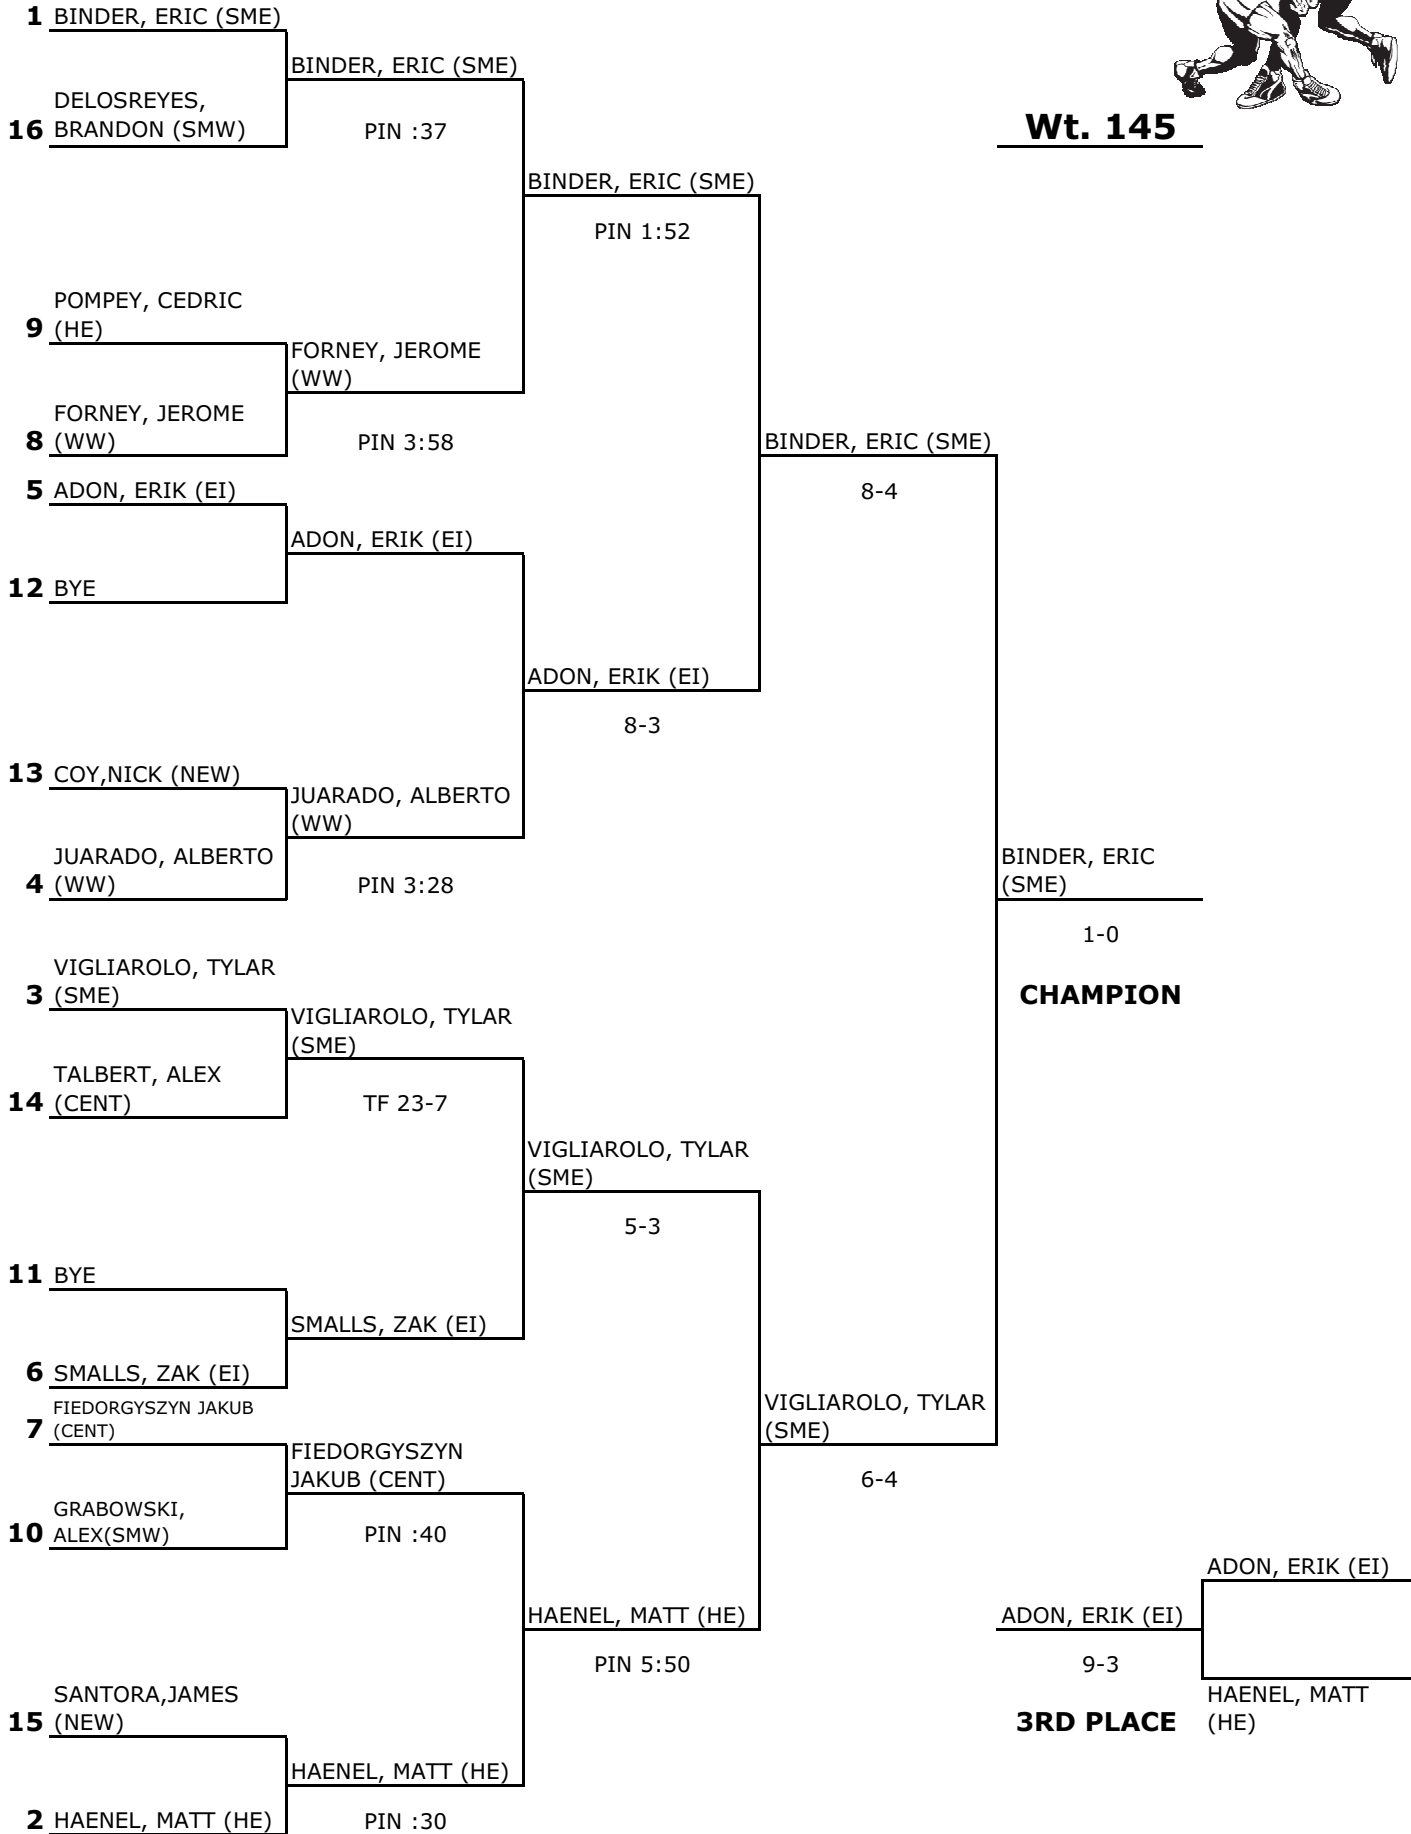 1 BINDER, ERIC (SME)
BINDER, ERIC (SME)
DELOSREYES,
16 BRANDON (SMW)
PIN :37
Wt. 145
BINDER, ERIC (SME)
PIN 1:52
POMPEY, CEDRIC
9 (HE)
FORNEY, JEROME
(WW)
FORNEY, JEROME
8 (WW)
PIN 3:58
BINDER, ERIC (SME)
8-4
5 ADON, ERIK (EI)
ADON, ERIK (EI)
12 BYE
ADON, ERIK (EI)
8-3
13 COY,NICK (NEW)
JUARADO, ALBERTO
(WW)
JUARADO, ALBERTO
4 (WW)
PIN 3:28
BINDER, ERIC
(SME)
1-0
CHAMPION
VIGLIAROLO, TYLAR
3 (SME)
VIGLIAROLO, TYLAR
(SME)
TALBERT, ALEX
14 (CENT)
TF 23-7
VIGLIAROLO, TYLAR
(SME)
5-3
11 BYE
SMALLS, ZAK (EI)
6 SMALLS, ZAK (EI)
FIEDORGYSZYN JAKUB
7 (CENT)
VIGLIAROLO, TYLAR
(SME)
6-4
FIEDORGYSZYN
JAKUB (CENT)
GRABOWSKI,
10 ALEX(SMW)
PIN :40
HAENEL, MATT (HE)
PIN 5:50
ADON, ERIK (EI)
ADON, ERIK (EI)
9-3
3RD PLACE
HAENEL, MATT
(HE)
SANTORA,JAMES
15 (NEW)
HAENEL, MATT (HE)
2 HAENEL, MATT (HE)
PIN :30